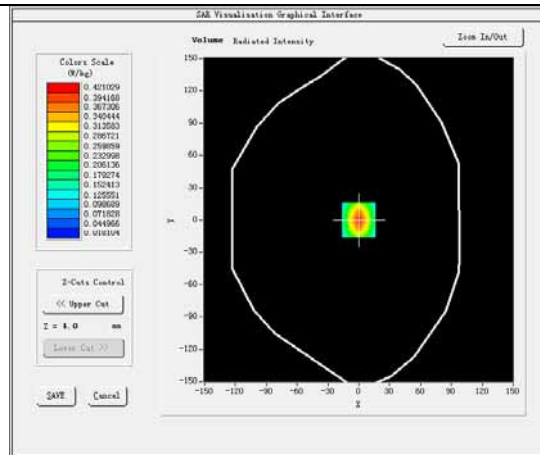 SAR Visualisation Graphical Interface
Volume Radiated Intensity
Zoom In/Out
Colors Scale
(W/kg)
0.421029
0.394168
0.367306
0.340444
0.313583
0.286721
0.259859
0.232998
0.206136
0.179274
0.152413
0.125551
0.098689
0.071828
0.044966
0.018104
150
120
90
60
30
0
-30
-60
-90
-120
-150
Y
-150 -120 -90 -60 -30 0 30 60 90 120 150
X
Z-Cuts Control
<< Upper Cut
Z = 4.0 mm
Lower Cut >>
SAVE Cancel